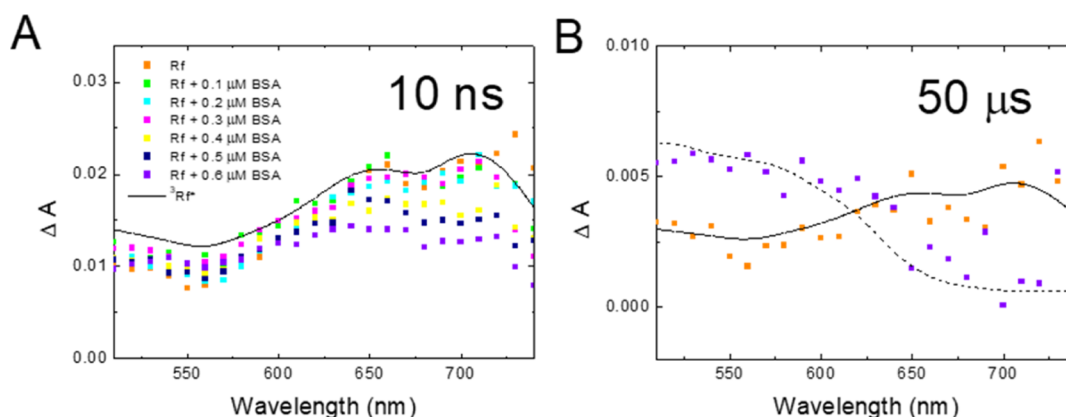 A
B
10 ns
50 μs
Rf
Rf + 0.1 μM BSA
Rf + 0.2 μM BSA
Rf + 0.3 μM BSA
Rf + 0.4 μM BSA
Rf + 0.5 μM BSA
Rf + 0.6 μM BSA
³Rf*
Δ A
0.03
0.02
0.01
0.00
550
600
650
700
Wavelength (nm)
Δ A
0.010
0.005
0.000
550
600
650
700
Wavelength (nm)